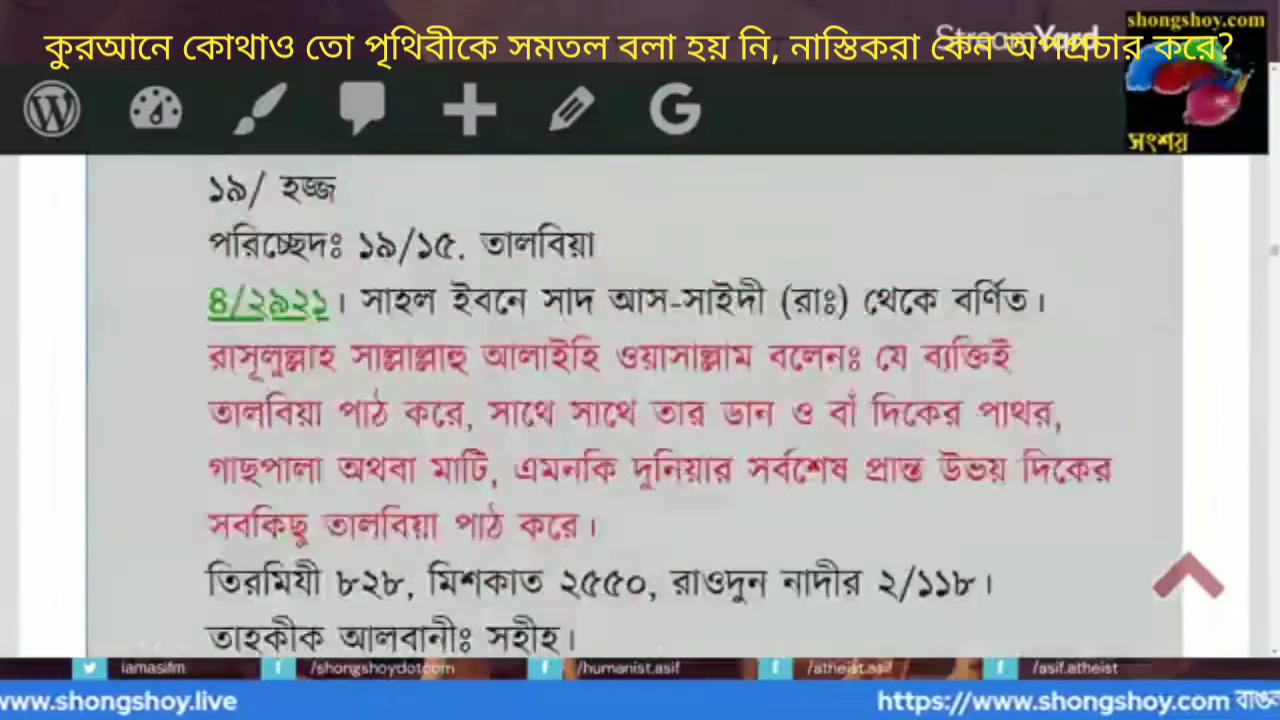 shongshoy.com
StreamYard
কুরআনে কোথাও তো পৃথিবীকে সমতল বলা হয় নি, নাস্তিকরা কেন অপপ্রচার করে?
সংশয়
১৯/ হজ্জ
পরিচ্ছেদঃ ১৯/১৫. তালবিয়া
৪/২৯২১। সাহল ইবনে সাদ আস-সাইদী (রাঃ) থেকে বর্ণিত।
রাসূলুল্লাহ সাল্লাল্লাহু আলাইহি ওয়াসাল্লাম বলেনঃ যে ব্যক্তিই
তালবিয়া পাঠ করে, সাথে সাথে তার ডান ও বাঁ দিকের পাথর,
গাছপালা অথবা মাটি, এমনকি দুনিয়ার সর্বশেষ প্রান্ত উভয় দিকের
সবকিছু তালবিয়া পাঠ করে।
তিরমিযী ৮২৮, মিশকাত ২৫৫০, রাওদুন নাদীর ২/১১৮।
তাহকীক আলবানীঃ সহীহ।
iamasifm /shongshoydotcom /humanist.asif /atheist.asif /asif.atheist
www.shongshoy.live https://www.shongshoy.com